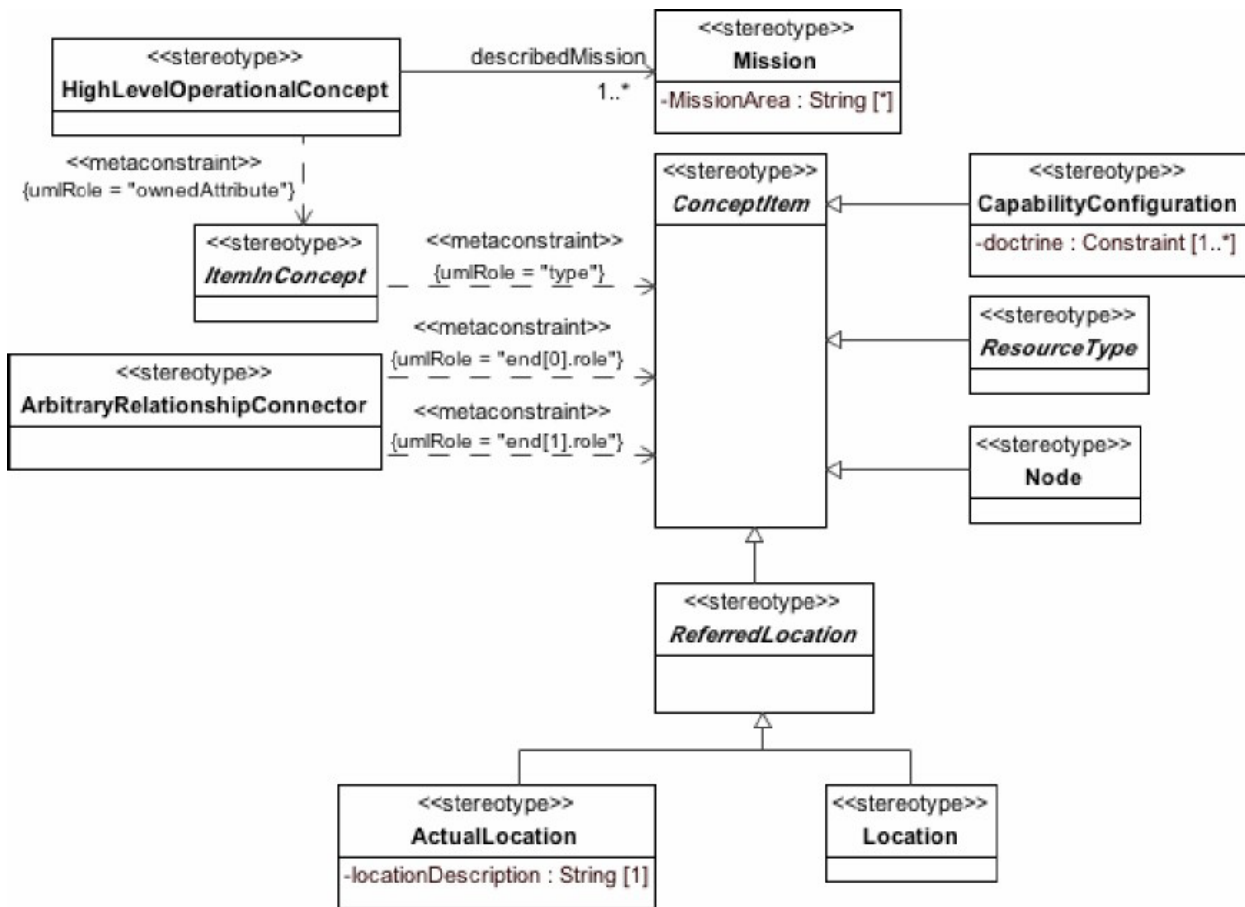 <<stereotype>>
HighLevelOperationalConcept
describedMission
1..*
<<stereotype>>
Mission
-MissionArea : String [*]
<<metaconstraint>>
{umlRole = "ownedAttribute"}
<<stereotype>>
ItemInConcept
<<metaconstraint>>
{umlRole = "type"}
<<stereotype>>
ConceptItem
<<stereotype>>
CapabilityConfiguration
-doctrine : Constraint [1..*]
<<stereotype>>
ArbitraryRelationshipConnector
<<metaconstraint>>
{umlRole = "end[0].role"}
<<metaconstraint>>
{umlRole = "end[1].role"}
<<stereotype>>
ResourceType
<<stereotype>>
Node
<<stereotype>>
ReferredLocation
<<stereotype>>
ActualLocation
-locationDescription : String [1]
<<stereotype>>
Location